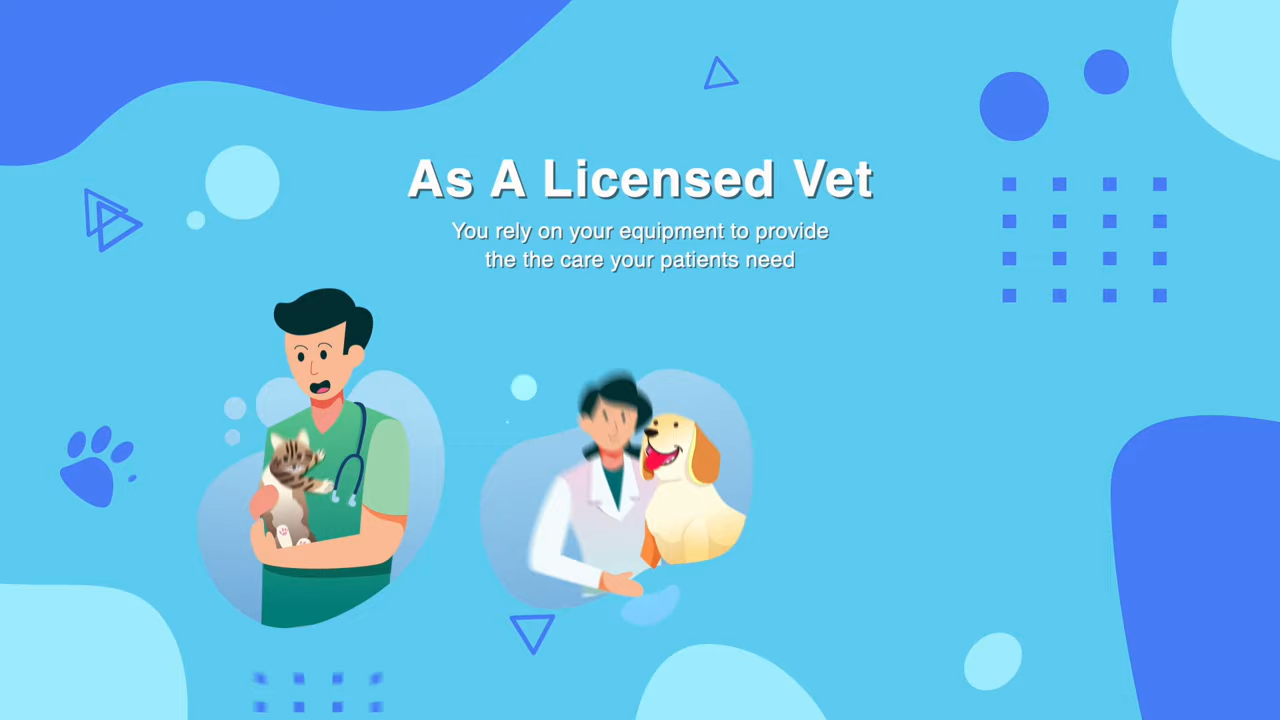 As A Licensed Vet
You rely on your equipment to provide
the the care your patients need